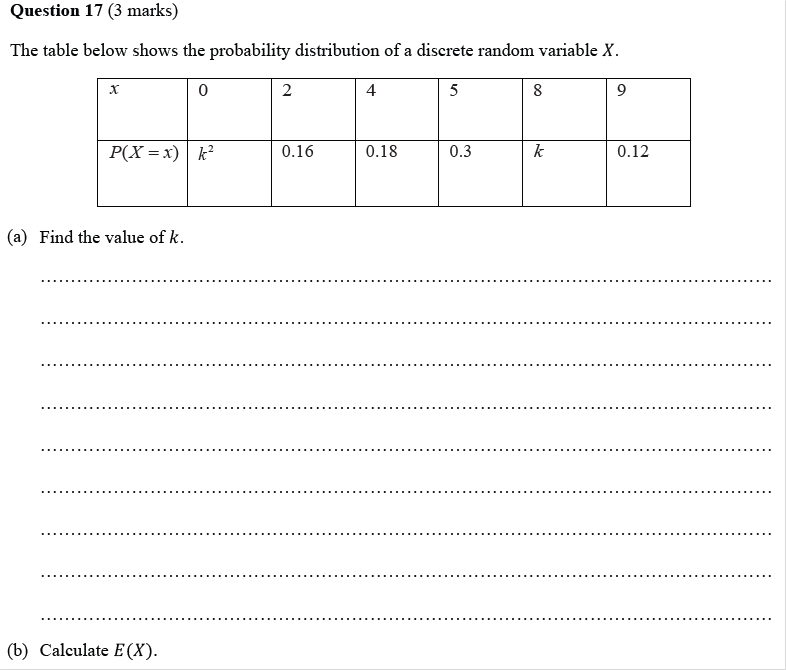 Question 17 (3 marks)
The table below shows the probability distribution of a discrete random variable X.
x 0 2 4 5 8 9
P(X = x) k² 0.16 0.18 0.3 k 0.12
(a) Find the value of k.
(b) Calculate E(X).